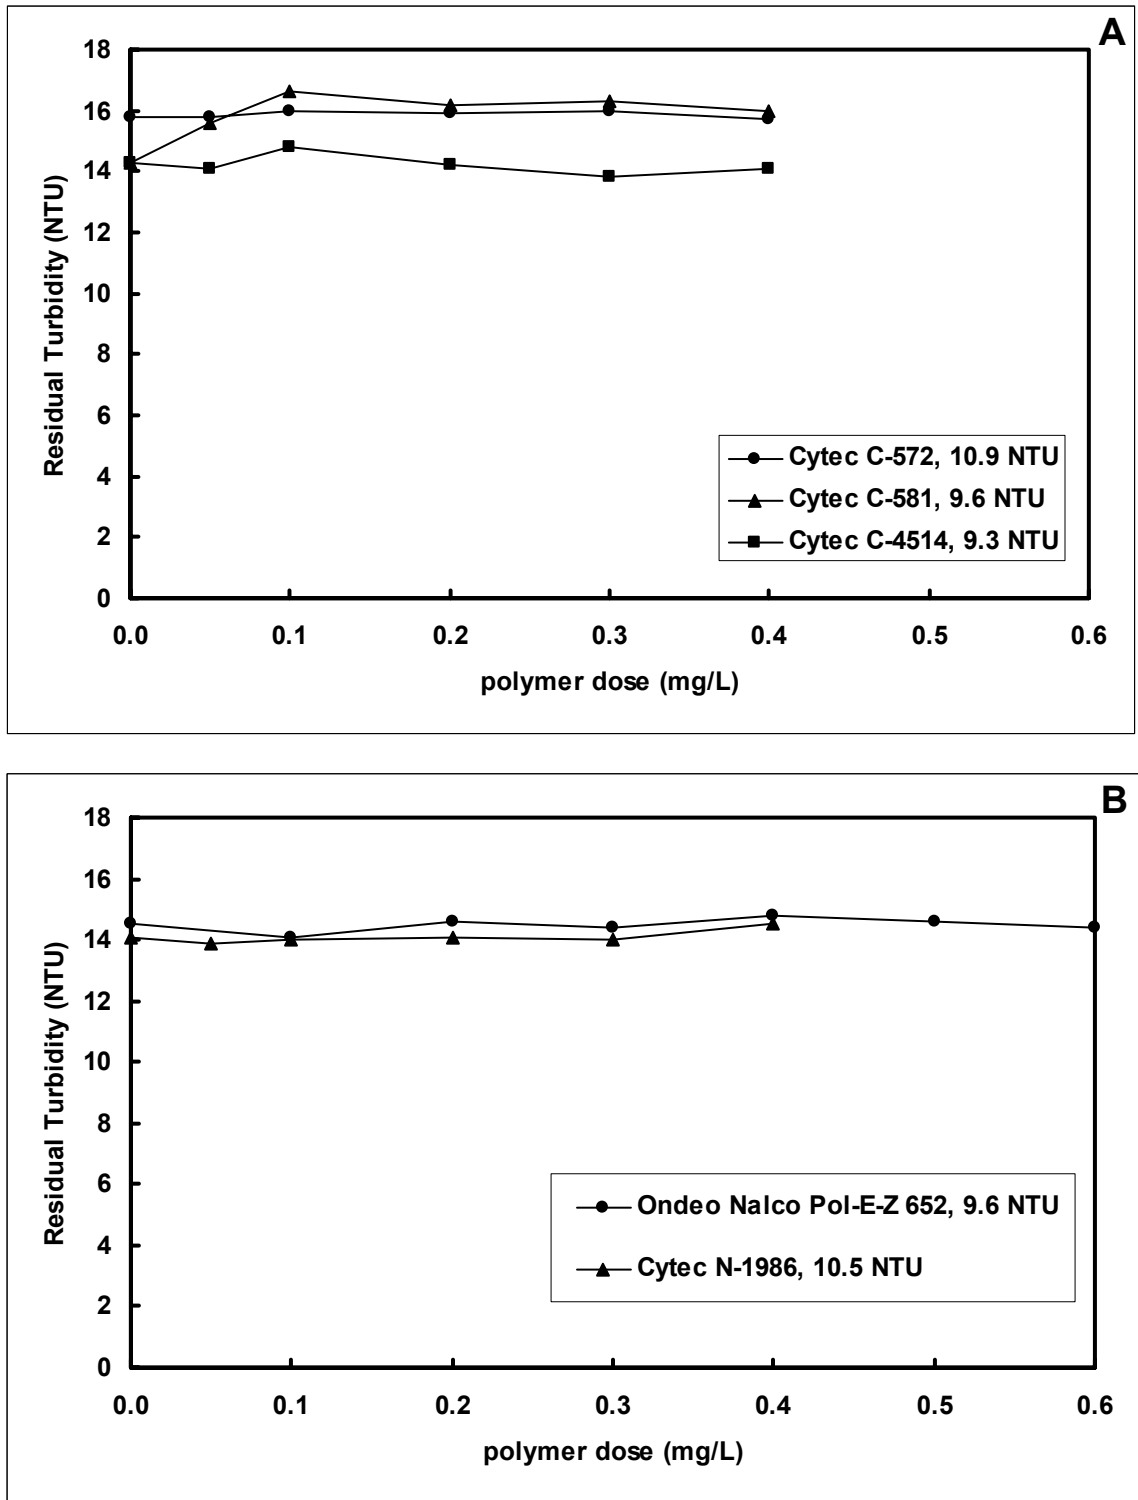 A
18
16
14
12
10
8
6
4
2
0
Residual Turbidity (NTU)
Cytec C-572, 10.9 NTU
Cytec C-581, 9.6 NTU
Cytec C-4514, 9.3 NTU
0.0 0.1 0.2 0.3 0.4 0.5 0.6
polymer dose (mg/L)
B
18
16
14
12
10
8
6
4
2
0
Residual Turbidity (NTU)
Ondeo Nalco Pol-E-Z 652, 9.6 NTU
Cytec N-1986, 10.5 NTU
0.0 0.1 0.2 0.3 0.4 0.5 0.6
polymer dose (mg/L)